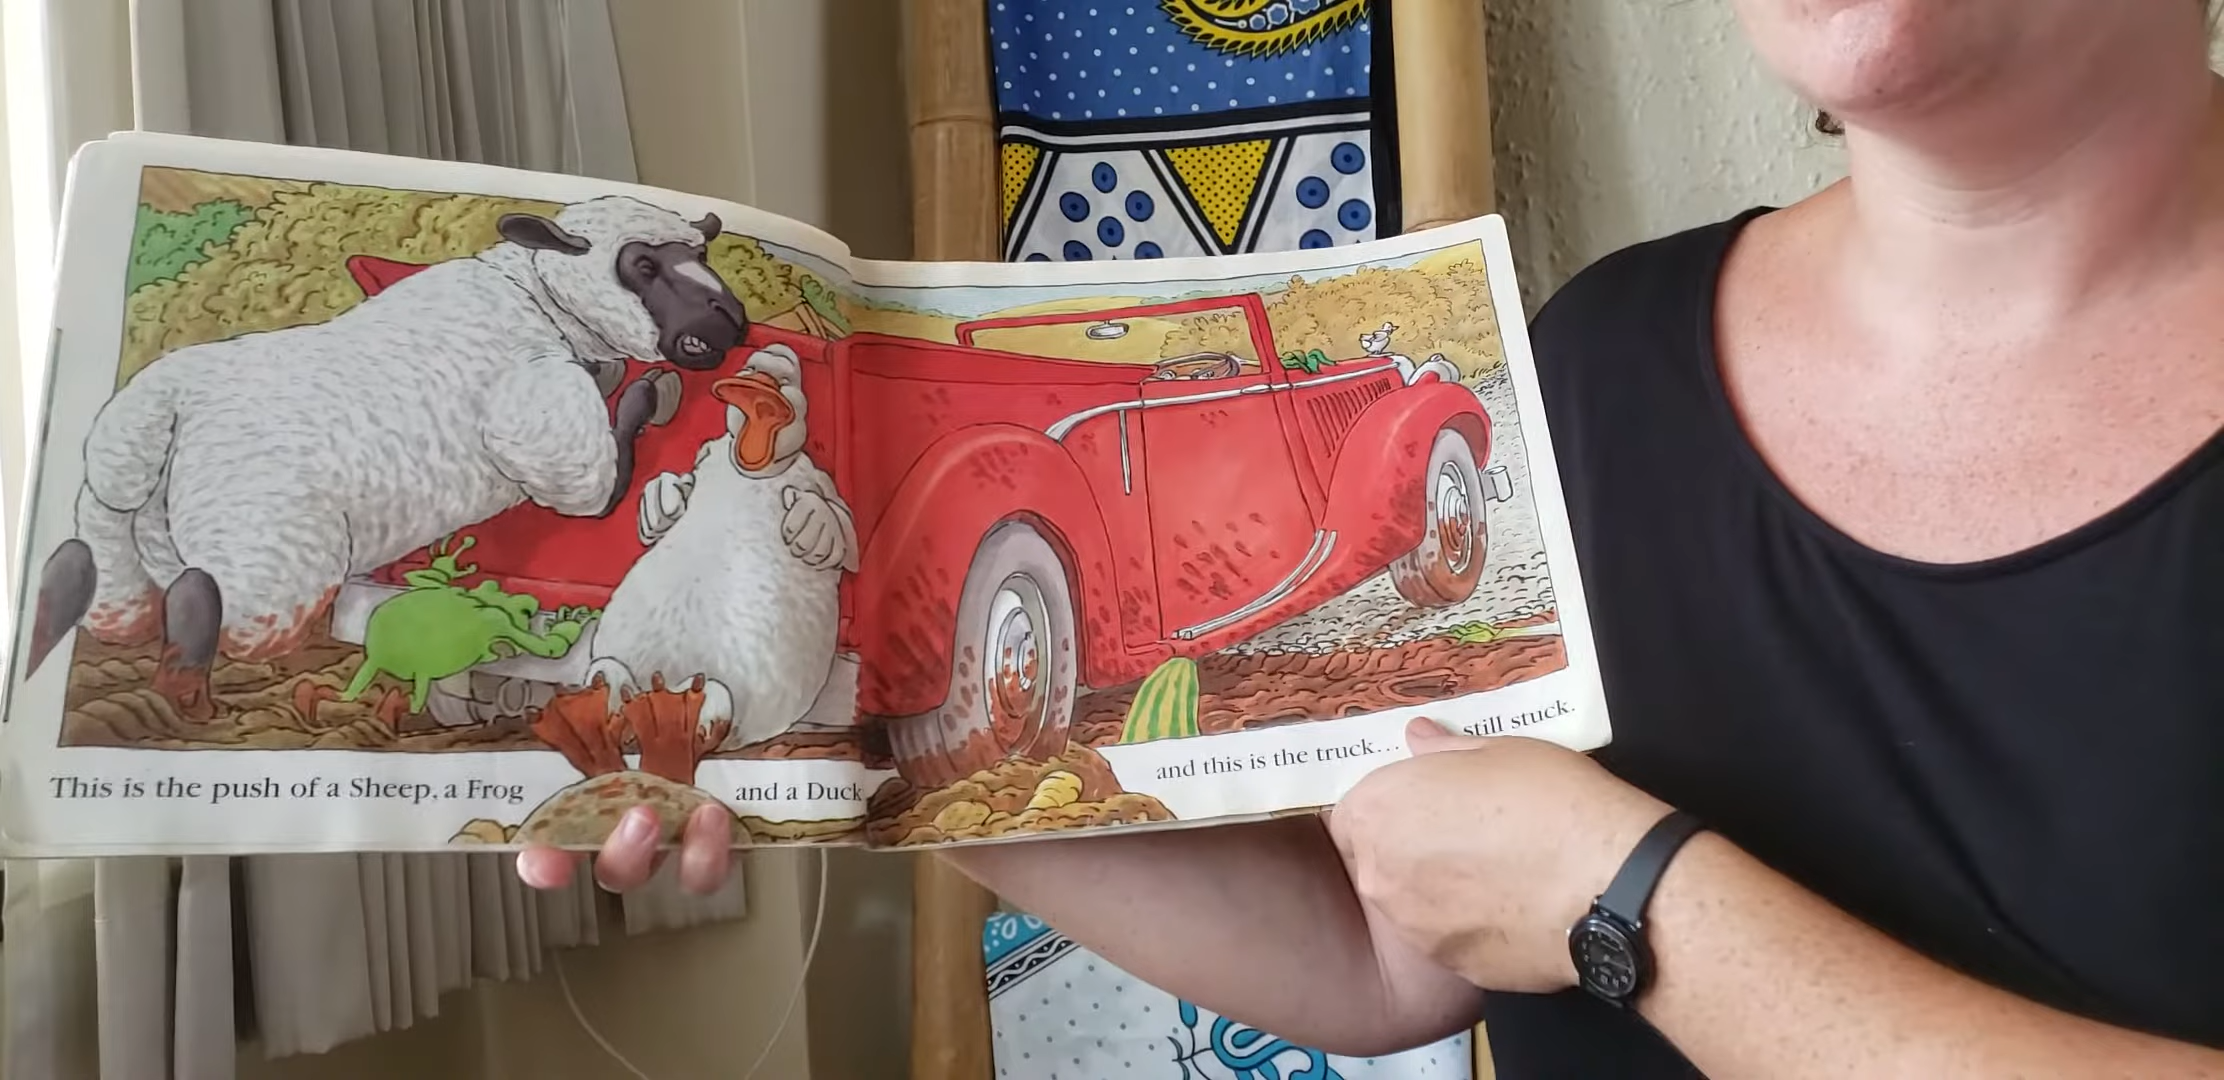 This is the push of a Sheep, a Frog and a Duck
and this is the truck... still stuck.